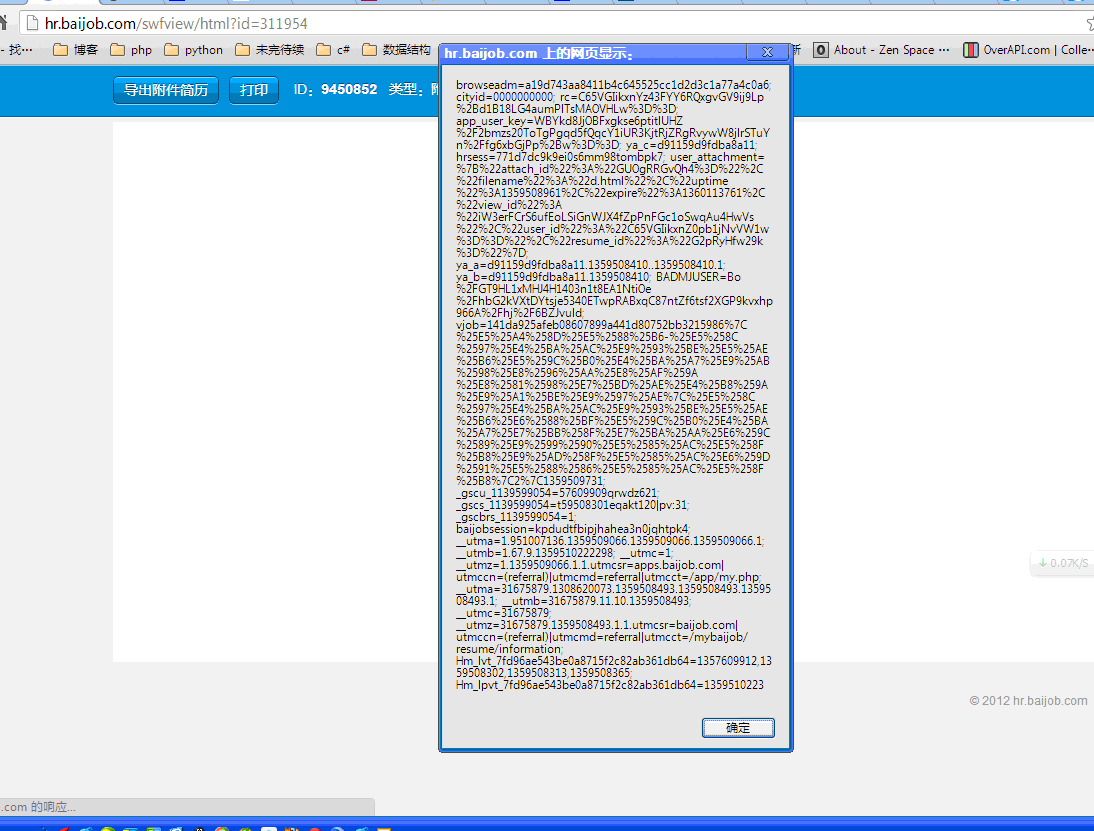 hr.baijob.com/swfview/html?id=311954
- 找… 博客 php python 未完待续 c# 数据结构 新 About - Zen Space … OverAPI.com | Colle…
hr.baijob.com 上的网页显示：
导出附件简历 打印 ID：9450852 类型：
browseadm=a19d743aa8411b4c645525cc1d2d3c1a77a4c0a6;
cityid=0000000000; rc=C65VGIikxnYz43FYY6RQxgvGV9ij9Lp
%2Bd1B18LG4aumPITsMAOVHLw%3D%3D
app_user_key=WBYkd8Jj0BFxgkse6ptitIUHZ
%2F2bmzs20ToTgPgqd5fQqcY1iUR3KjtRjZRgRvywW8jIrSTuY
n%2Ffg6xbGjPp%2Bw%3D%3D; ya_c=d91159d9fdba8a11;
hrsess=771d7dc9k9ei0s6mm98tombpk7; user_attachment=
%7B%22attach_id%22%3A%22GUOgRRGvQh4%3D%22%2C
%22filename%22%3A%22d.html%22%2C%22uptime
%22%3A1359508961%2C%22expire%22%3A1360113761%2C
%22view_id%22%3A
%22iW3erFCrS6ufEoLSiGnWJX4fZpPnFGc1oSwqAu4HwVs
%22%2C%22user_id%22%3A%22C65VGIikxnZ0pb1jNvVW1w
%3D%3D%22%2C%22resume_id%22%3A%22G2pRyHfw29k
%3D%22%7D;
ya_a=d91159d9fdba8a11.1359508410..1359508410.1;
ya_b=d91159d9fdba8a11.1359508410; BADMJUSER=Bo
%2FGT9HL1xMHJ4H1403n1t8EA1NtiOe
%2FhbG2kVXtDYtsje5340ETwpRABxqC87ntZf6tsf2XGP9kvxhp
966A%2Fhj%2F6BZJvuId;
vjob=141da925afeb08607899a441d80752bb3215986%7C
%25E5%25A4%258D%25E5%2588%25B6-%25E5%258C
%2597%25E4%25BA%25AC%25E9%2593%25BE%25E5%25AE
%25B6%25E5%259C%25B0%25E4%25BA%25A7%25E9%25AB
%2598%25E8%2596%25AA%25E8%25AF%259A
%25E8%2581%2598%25E7%25BD%25AE%25E4%25B8%259A
%25E9%25A1%25BE%25E9%2597%25AE%7C%25E5%258C
%2597%25E4%25BA%25AC%25E9%2593%25BE%25E5%25AE
%25B6%25E6%2588%25BF%25E5%259C%25B0%25E4%25BA
%25A7%25E7%25BB%258F%25E7%25BA%25AA%25E6%259C
%2589%25E9%2599%2590%25E5%2585%25AC%25E5%258F
%25B8%25E9%25AD%258F%25E5%2585%25AC%25E6%259D
%2591%25E5%2588%2586%25E5%2585%25AC%25E5%258F
%25B8%7C2%7C1359509731;
_gscu_1139599054=57609909qrwdz621;
_gscs_1139599054=t59508301eqakt120|pv:31;
_gscbrs_1139599054=1;
baijobsession=kpdudtfbipjhahea3n0jqhtpk4;
__utma=1.951007136.1359509066.1359509066.1359509066.1;
__utmb=1.67.9.1359510222298; __utmc=1;
__utmz=1.1359509066.1.1.utmcsr=apps.baijob.com|
utmccn=(referral)|utmcmd=referral|utmcct=/app/my.php;
__utma=31675879.1308620073.1359508493.1359508493.13595
08493.1; __utmb=31675879.11.10.1359508493;
__utmc=31675879;
__utmz=31675879.1359508493.1.1.utmcsr=baijob.com|
utmccn=(referral)|utmcmd=referral|utmcct=/mybaijob/
resume/information;
Hm_lvt_7fd96ae543be0a8715f2c82ab361db64=1357609912,1
359508302,1359508313,1359508365;
Hm_lpvt_7fd96ae543be0a8715f2c82ab361db64=1359510223
0.07K/S
© 2012 hr.baijob.com
确定
.com 的响应...